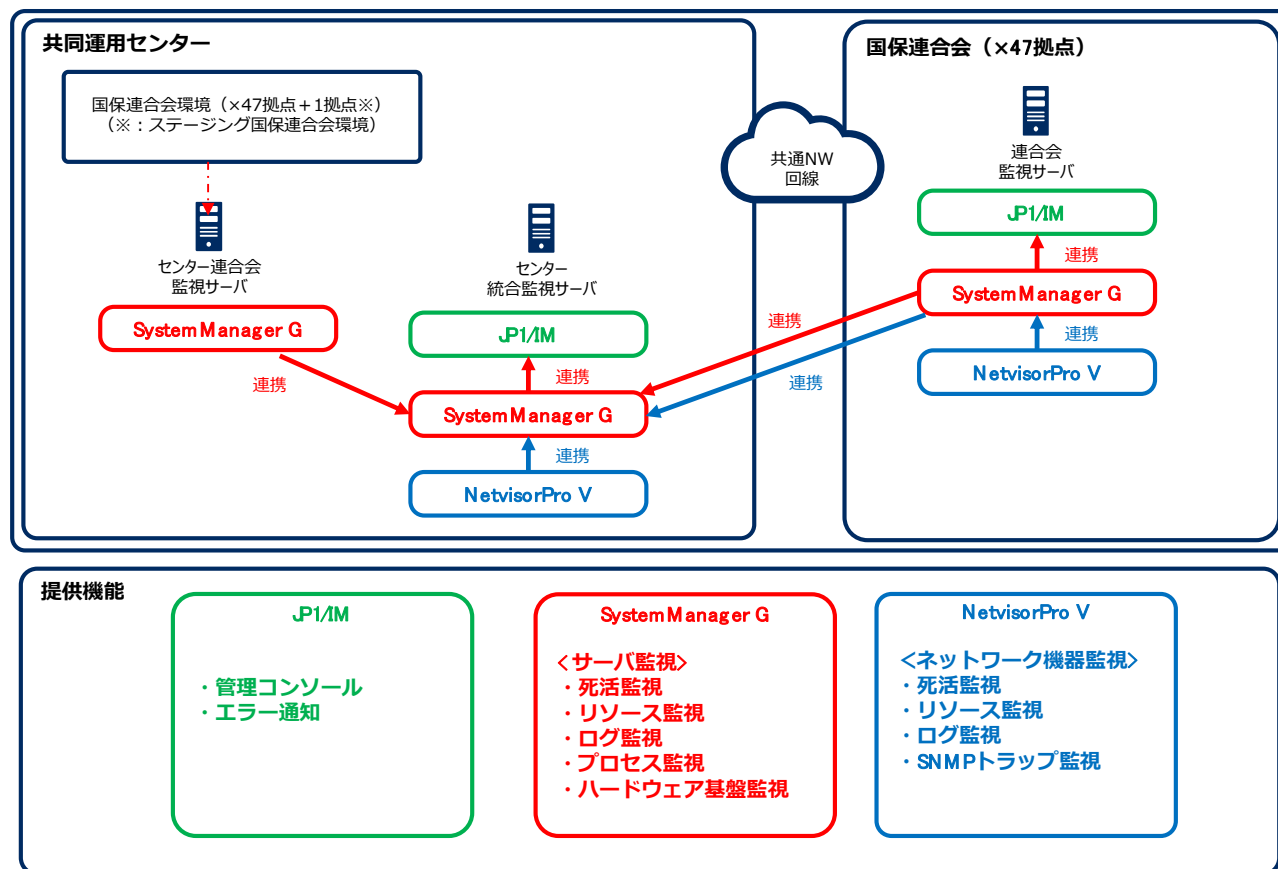 共同運用センター
国保連合会環境（×47拠点＋1拠点※）
（※：ステージング国保連合会環境）
センター連合会
監視サーバ
SystemManager G
連携
センター
統合監視サーバ
JP1/IM
連携
SystemManager G
連携
NetvisorPro V
共通NW
回線
連携
連携
国保連合会（×47拠点）
連合会
監視サーバ
JP1/IM
連携
SystemManager G
連携
NetvisorPro V
提供機能
JP1/IM
・管理コンソール
・エラー通知
SystemManager G
＜サーバ監視＞
・死活監視
・リソース監視
・ログ監視
・プロセス監視
・ハードウェア基盤監視
NetvisorPro V
＜ネットワーク機器監視＞
・死活監視
・リソース監視
・ログ監視
・SNMPトラップ監視